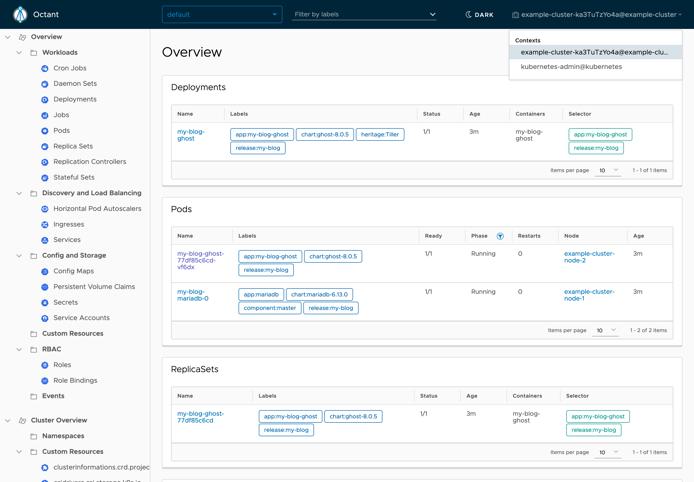 Octant
default
Filter by labels
DARK
example-cluster-ka3TuTzYo4a@example-cluster
Contexts
example-cluster-ka3TuTzYo4a@example-clu...
kubernetes-admin@kubernetes
Overview
Workloads
Cron Jobs
Daemon Sets
Deployments
Jobs
Pods
Replica Sets
Replication Controllers
Stateful Sets
Discovery and Load Balancing
Horizontal Pod Autoscalers
Ingresses
Services
Config and Storage
Config Maps
Persistent Volume Claims
Secrets
Service Accounts
Custom Resources
RBAC
Roles
Role Bindings
Events
Cluster Overview
Namespaces
Custom Resources
clusterinformations.crd.projec
Overview
Deployments
Name Labels Status Age Containers Selector
my-blog-ghost app:my-blog-ghost chart:ghost-8.0.5 heritage:Tiller 1/1 3m my-blog-ghost app:my-blog-ghost
release:my-blog release:my-blog
Items per page 10 1 - 1 of 1 items
Pods
Name Labels Ready Phase Restarts Node Age
my-blog-ghost-77df85c6cd-vf6dx app:my-blog-ghost chart:ghost-8.0.5 1/1 Running 0 example-cluster-node-2 3m
release:my-blog
my-blog-mariadb-0 app:mariadb chart:mariadb-6.13.0 1/1 Running 0 example-cluster-node-1 3m
component:master release:my-blog
Items per page 10 1 - 2 of 2 items
ReplicaSets
Name Labels Status Age Containers Selector
my-blog-ghost-77df85c6cd app:my-blog-ghost chart:ghost-8.0.5 1/1 3m my-blog-ghost app:my-blog-ghost
release:my-blog release:my-blog
Items per page 10 1 - 1 of 1 items